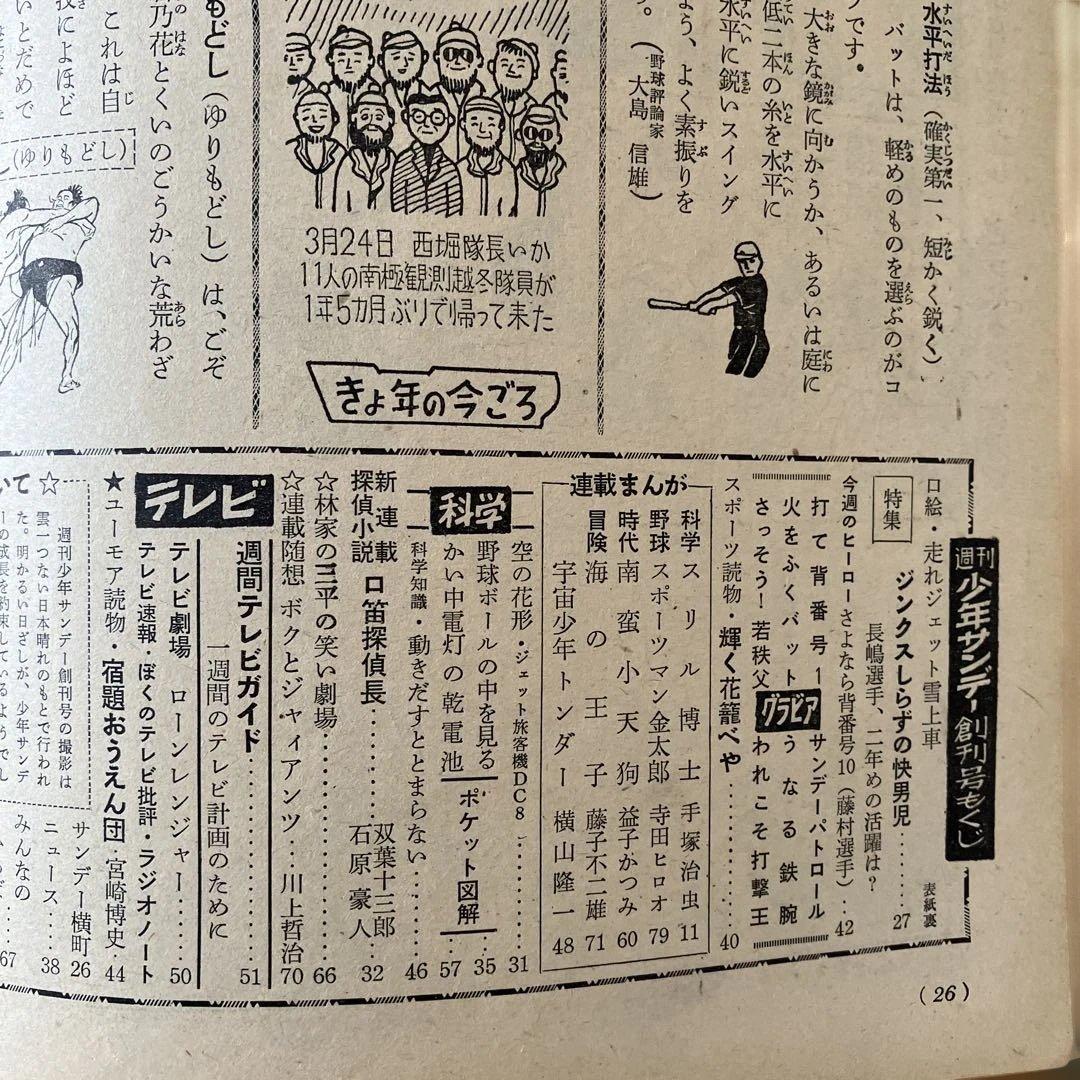 水平打法（確実第一、短かく鋭く）
バットは、軽めのものを選ぶのがコ
ツです。
大きな鏡に向かうか、あるいは庭に
低二本の糸を水平に
水平に鋭いスイング
よう、よく素振りを
。（野球評論家 大島 信雄）
3月24日 西堀隊長いか
11人の南極観測越冬隊員が
1年5カ月ぶりで帰って来た
きょ年の今ごろ
もどし（ゆりもどし）は、ごぞ
乃花とくいのごうかいな荒わざ
これは自
技によほど
いとだめで
（ゆりもどし）
週刊少年サンデー創刊号もくじ
口絵・走れジェット雪上車 表紙裏
特集 ジンクスしらずの快男児……27
長嶋選手、二年めの活躍は？
今週のヒーローさよなら背番号10（藤村選手）……42
グラビア
打て背番号1 サンデーパトロール
火をふくバット うなる鉄腕
さっそう！若秩父 われこそ打撃王
スポーツ読物・輝く花籠べや……40
連載まんが
科学 スリル博士 手塚治虫 11
野球 スポーツマン金太郎 寺田ヒロオ 79
時代 南蛮小天狗 益子かつみ 60
冒険 海の王子 藤子不二雄 71
宇宙少年トンダー 横山隆一 48
科学
空の花形・ジェット旅客機DC8……31
野球ボールの中を見る 35
かい中電灯の乾電池 57
ポケット図解
科学知識・動きだすととまらない……46
新連載探偵小説 口笛探偵長……双葉十三郎 石原豪人 32
☆林家の三平の笑い劇場……66
☆連載随想 ボクとジャイアンツ……川上哲治 70
テレビ
週間テレビガイド……51
一週間のテレビ計画のために
テレビ劇場 ローンレンジャー……50
テレビ速報・ぼくのテレビ批評・ラジオノート
★ユーモア読物・宿題おうえん団 宮崎博史……44
サンデー横町 26
ニュース……38
みんなの
67
いて☆
週刊少年サンデー創刊号の撮影は
雲一つない日本晴れのもとで行われ
た。明かるい日ざしが、少年サンデ
ーの成長を約束しているようでし
（26）